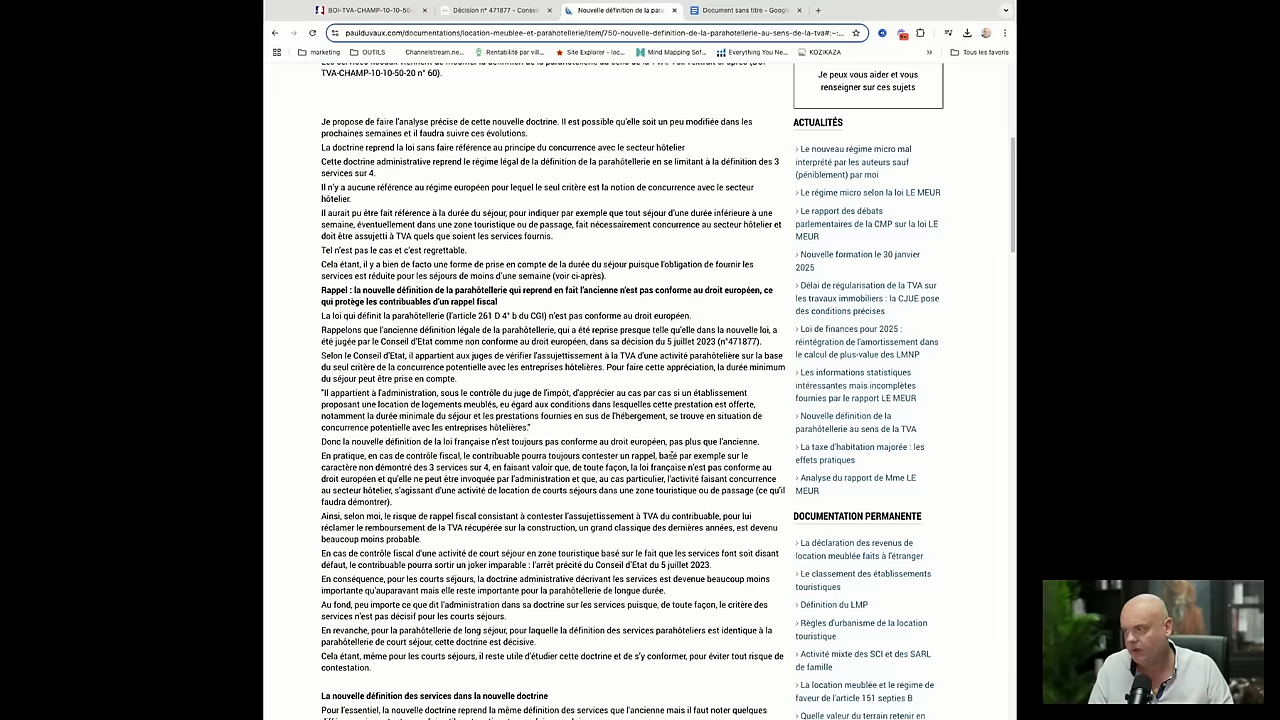 BOI-TVA-CHAMP-10-10-50-
Décision n° 471877 - Conseil
Nouvelle définition de la para
Document sans titre - Google
paulduvaux.com/documentations/location-meublee-et-parahotellerie/item/750-nouvelle-definition-de-la-parahotellerie-au-sens-de-la-tva#:~:...
marketing
OUTILS
Channelstream.ne...
Rentabilité par vill...
Site Explorer - loc...
Mind Mapping Sof...
Everything You Ne...
KOZIKAZA
»
Tous les favoris
TVA-CHAMP-10-10-50-20 n° 60).
Je propose de faire l'analyse précise de cette nouvelle doctrine. Il est possible qu'elle soit un peu modifiée dans les
prochaines semaines et il faudra suivre ces évolutions.
La doctrine reprend la loi sans faire référence au principe du concurrence avec le secteur hôtelier
Cette doctrine administrative reprend le régime légal de la définition de la parahôtellerie en se limitant à la définition des 3
services sur 4.
Il n'y a aucune référence au régime européen pour lequel le seul critère est la notion de concurrence avec le secteur
hôtelier.
Il aurait pu être fait référence à la durée du séjour, pour indiquer par exemple que tout séjour d'une durée inférieure à une
semaine, éventuellement dans une zone touristique ou de passage, fait nécessairement concurrence au secteur hôtelier et
doit être assujetti à TVA quels que soient les services fournis.
Tel n'est pas le cas et c'est regrettable.
Cela étant, il y a bien de facto une forme de prise en compte de la durée du séjour puisque l'obligation de fournir les
services est réduite pour les séjours de moins d'une semaine (voir ci-après).
Rappel : la nouvelle définition de la parahôtellerie qui reprend en fait l'ancienne n'est pas conforme au droit européen, ce
qui protège les contribuables d'un rappel fiscal
La loi qui définit la parahôtellerie (l'article 261 D 4° b du CGI) n'est pas conforme au droit européen.
Rappelons que l'ancienne définition légale de la parahôtellerie, qui a été reprise presque telle qu'elle dans la nouvelle loi, a
été jugée par le Conseil d'Etat comme non conforme au droit européen, dans sa décision du 5 juillet 2023 (n°471877).
Selon le Conseil d'Etat, il appartient aux juges de vérifier l'assujettissement à la TVA d'une activité parahôtelière sur la base
du seul critère de la concurrence potentielle avec les entreprises hôtelières. Pour faire cette appréciation, la durée minimum
du séjour peut être prise en compte.
"Il appartient à l'administration, sous le contrôle du juge de l'impôt, d'apprécier au cas par cas si un établissement
proposant une location de logements meublés, eu égard aux conditions dans lesquelles cette prestation est offerte,
notamment la durée minimale du séjour et les prestations fournies en sus de l'hébergement, se trouve en situation de
concurrence potentielle avec les entreprises hôtelières."
Donc la nouvelle définition de la loi française n'est toujours pas conforme au droit européen, pas plus que l'ancienne.
En pratique, en cas de contrôle fiscal, le contribuable pourra toujours contester un rappel, basé par exemple sur le
caractère non démontré des 3 services sur 4, en faisant valoir que, de toute façon, la loi française n'est pas conforme au
droit européen et qu'elle ne peut être invoquée par l'administration et que, au cas particulier, l'activité faisant concurrence
au secteur hôtelier, s'agissant d'une activité de location de courts séjours dans une zone touristique ou de passage (ce qu'il
faudra démontrer).
Ainsi, selon moi, le risque de rappel fiscal consistant à contester l'assujettissement à TVA du contribuable, pour lui
réclamer le remboursement de la TVA récupérée sur la construction, un grand classique des dernières années, est devenu
beaucoup moins probable.
En cas de contrôle fiscal d'une activité de court séjour en zone touristique basé sur le fait que les services font soit disant
défaut, le contribuable pourra sortir un joker imparable : l'arrêt précité du Conseil d'Etat du 5 juillet 2023.
En conséquence, pour les courts séjours, la doctrine administrative décrivant les services est devenue beaucoup moins
importante qu'auparavant mais elle reste importante pour la parahôtellerie de longue durée.
Au fond, peu importe ce que dit l'administration dans sa doctrine sur les services puisque, de toute façon, le critère des
services n'est pas décisif pour les courts séjours.
En revanche, pour la parahôtellerie de long séjour, pour laquelle la définition des services parahôteliers est identique à la
parahôtellerie de court séjour, cette doctrine est décisive.
Cela étant, même pour les courts séjours, il reste utile d'étudier cette doctrine et de s'y conformer, pour éviter tout risque de
contestation.
La nouvelle définition des services dans la nouvelle doctrine
Pour l'essentiel, la nouvelle doctrine reprend la même définition des services que l'ancienne mais il faut noter quelques
Je peux vous aider et vous
renseigner sur ces sujets
ACTUALITÉS
› Le nouveau régime micro mal
interprété par les auteurs sauf
(péniblement) par moi
› Le régime micro selon la loi LE MEUR
› Le rapport des débats
parlementaires de la CMP sur la loi LE
MEUR
› Nouvelle formation le 30 janvier
2025
› Délai de régularisation de la TVA sur
les travaux immobiliers : la CJUE pose
des conditions précises
› Loi de finances pour 2025 :
réintégration de l'amortissement dans
le calcul de plus-value des LMNP
› Les informations statistiques
intéressantes mais incomplètes
fournies par le rapport LE MEUR
› Nouvelle définition de la
parahôtellerie au sens de la TVA
› La taxe d'habitation majorée : les
effets pratiques
› Analyse du rapport de Mme LE
MEUR
DOCUMENTATION PERMANENTE
› La déclaration des revenus de
location meublée faits à l'étranger
› Le classement des établissements
touristiques
› Définition du LMP
› Règles d'urbanisme de la location
touristique
› Activité mixte des SCI et des SARL
de famille
› La location meublée et le régime de
faveur de l'article 151 septies B
› Quelle valeur du terrain retenir en